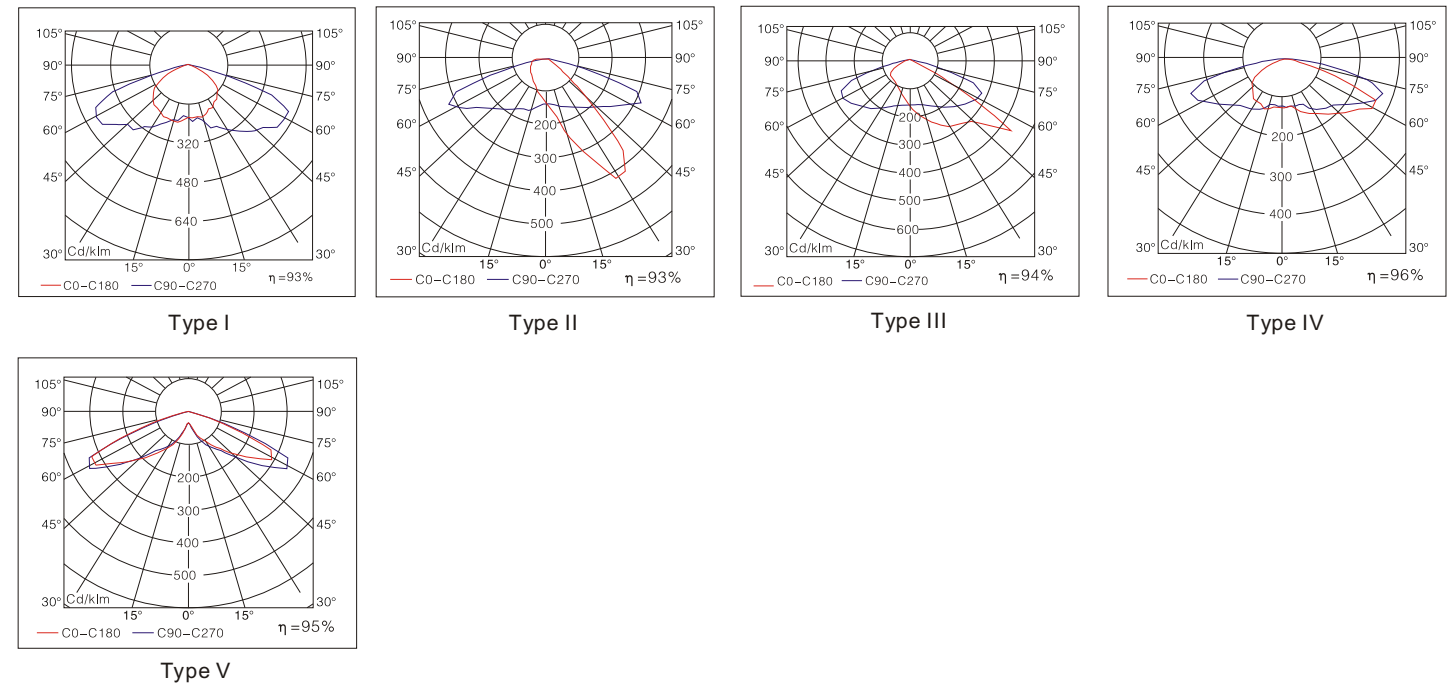 105° 105°
90° 90°
75° 75°
60° 60°
320
45° 480 45°
640
30° Cd/klm 30°
15° 0° 15°
η=93%
C0-C180 C90-C270
Type I
105° 105°
90° 90°
75° 75°
60° 200 60°
300
45° 45°
400
500
30° Cd/klm 30°
15° 0° 15°
η=93%
C0-C180 C90-C270
Type II
105° 105°
90° 90°
75° 75°
200
60° 60°
300
400
45° 45°
500
600
30° Cd/klm 30°
15° 0° 15°
η=94%
C0-C180 C90-C270
Type III
105° 105°
90° 90°
75° 75°
60° 200 60°
300
45° 45°
400
30° Cd/klm 30°
15° 0° 15°
η=96%
C0-C180 C90-C270
Type IV
105° 105°
90° 90°
75° 75°
60° 200 60°
300
45° 45°
400
500
30° Cd/klm 30°
15° 0° 15°
η=95%
C0-C180 C90-C270
Type V